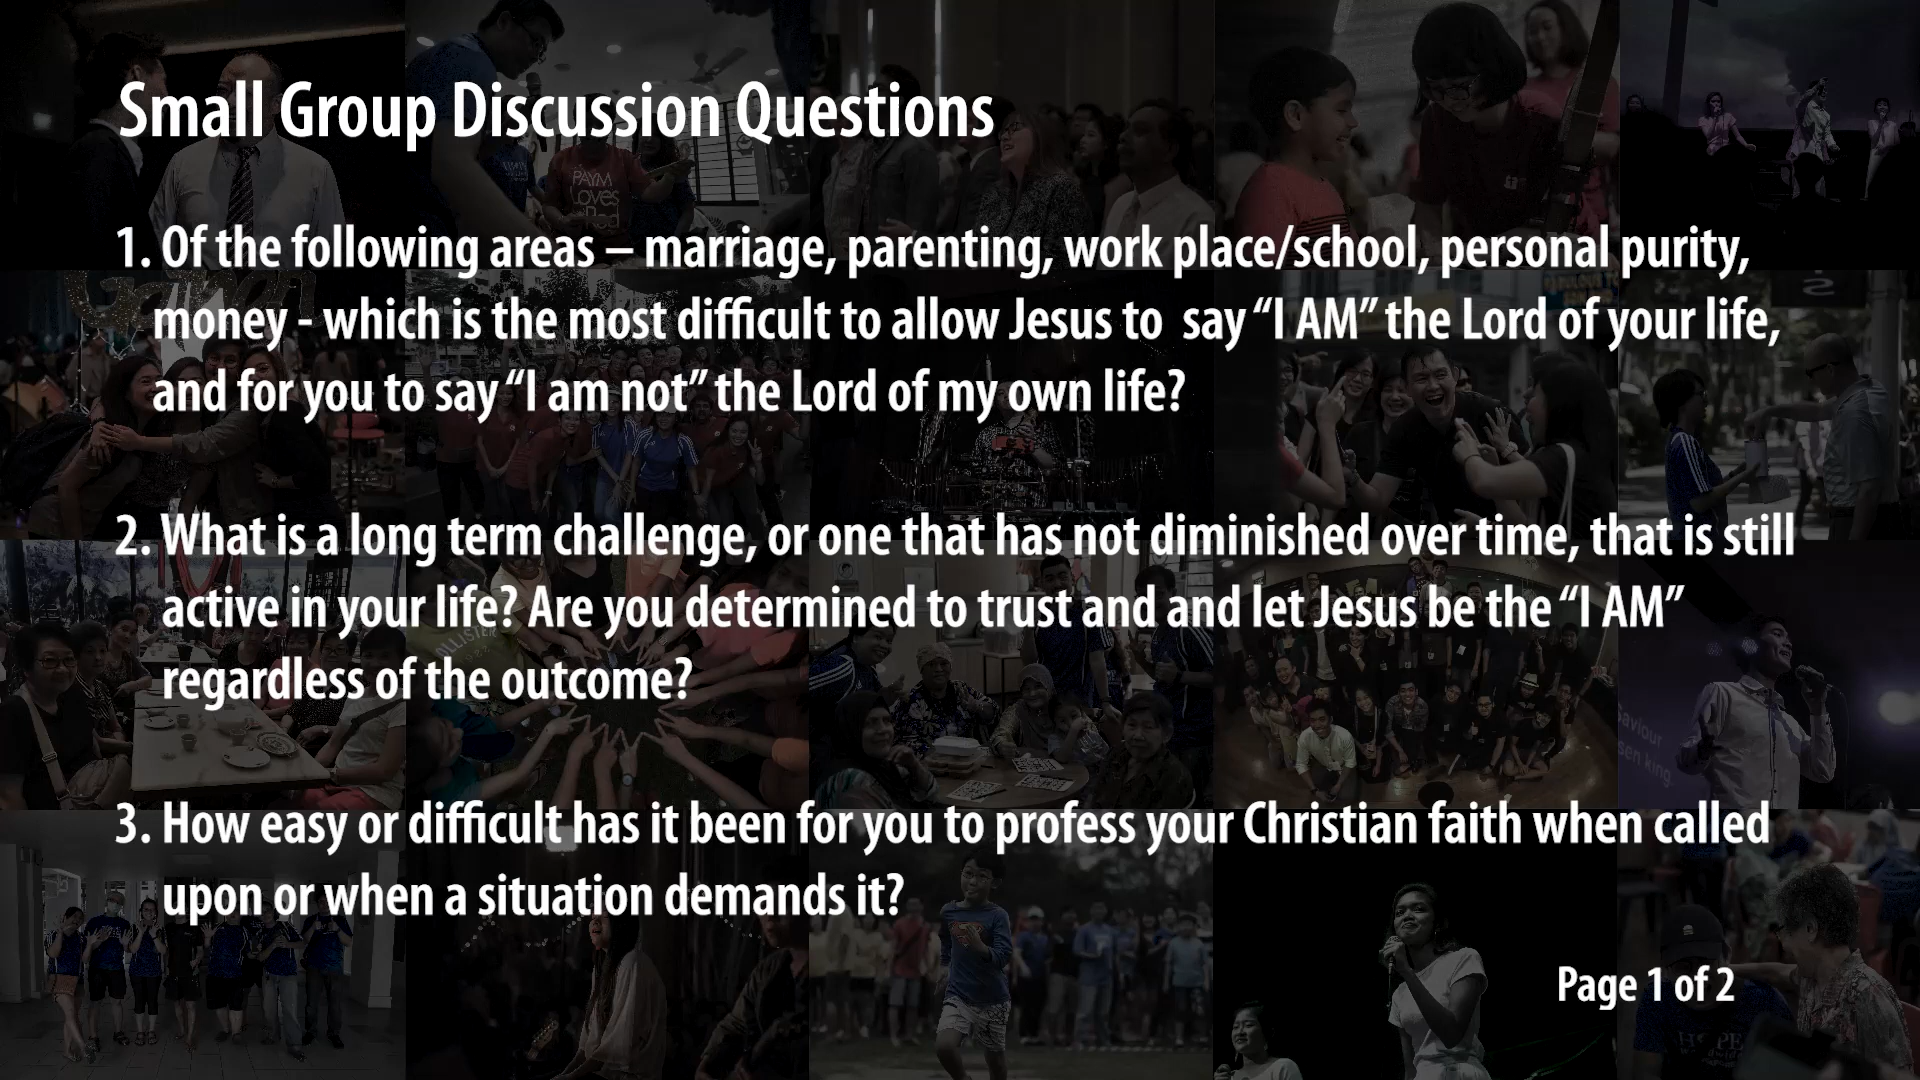 Small Group Discussion Questions
1. Of the following areas – marriage, parenting, work place/school, personal purity,
money - which is the most difficult to allow Jesus to  say “I AM” the Lord of your life,
and for you to say “I am not” the Lord of my own life?
2. What is a long term challenge, or one that has not diminished over time, that is still
active in your life? Are you determined to trust and and let Jesus be the “I AM”
regardless of the outcome?
3. How easy or difficult has it been for you to profess your Christian faith when called
upon or when a situation demands it?
Page 1 of 2
PAYM
Loves
Red
HOPE